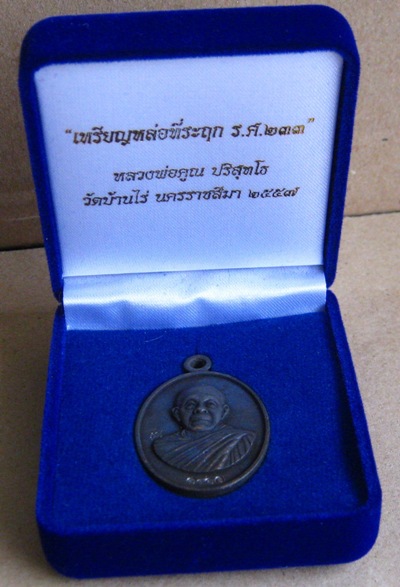 "เหรียญหล่อที่ระฤก ร.ศ.๒๓๓"
หลวงพ่อคูณ ปริสุทโธ
วัดบ้านไร่ นครราชสีมา ๒๕๕๗